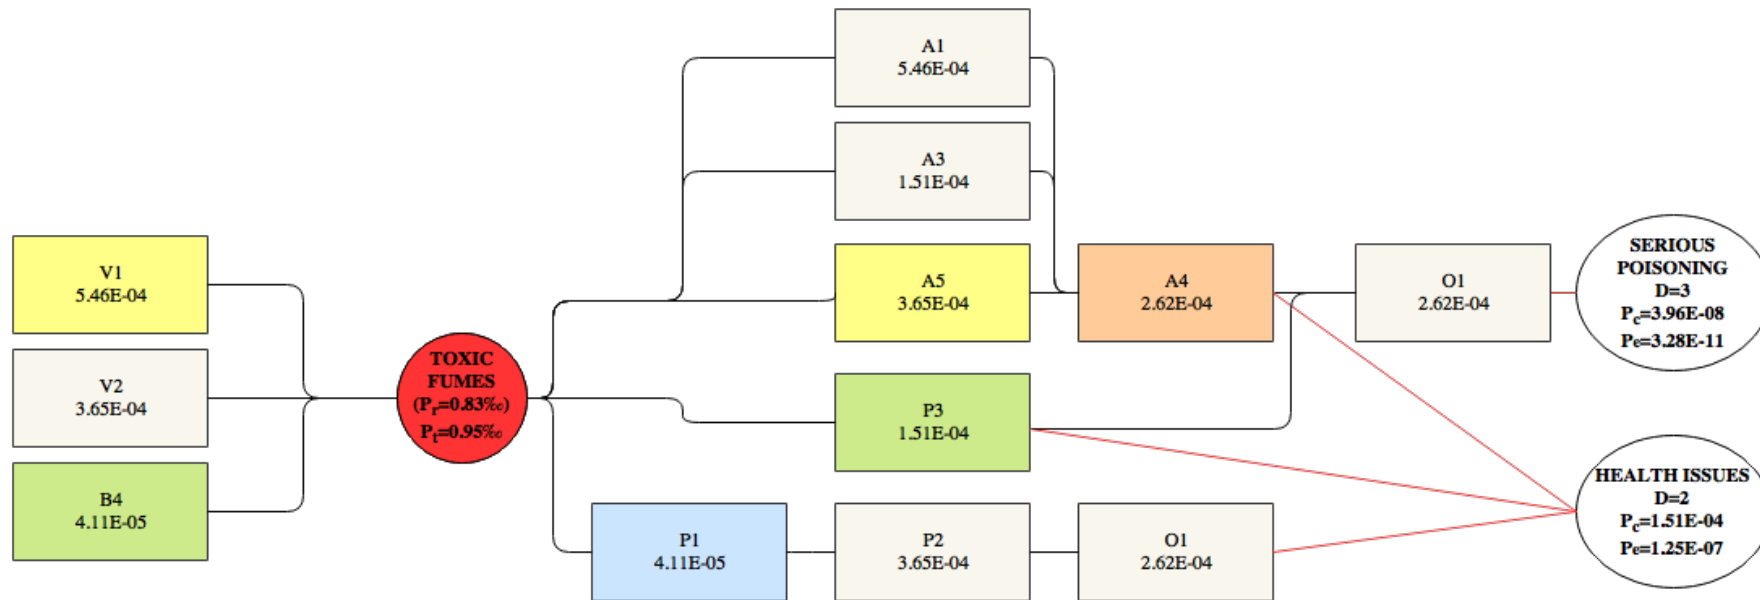 V1
5.46E-04
V2
3.65E-04
B4
4.11E-05
TOXIC
FUMES
(Pr=0.83‰)
Pt=0.95‰
A1
5.46E-04
A3
1.51E-04
A5
3.65E-04
P3
1.51E-04
P1
4.11E-05
P2
3.65E-04
A4
2.62E-04
O1
2.62E-04
O1
2.62E-04
SERIOUS
POISONING
D=3
Pc=3.96E-08
Pe=3.28E-11
HEALTH ISSUES
D=2
Pc=1.51E-04
Pe=1.25E-07